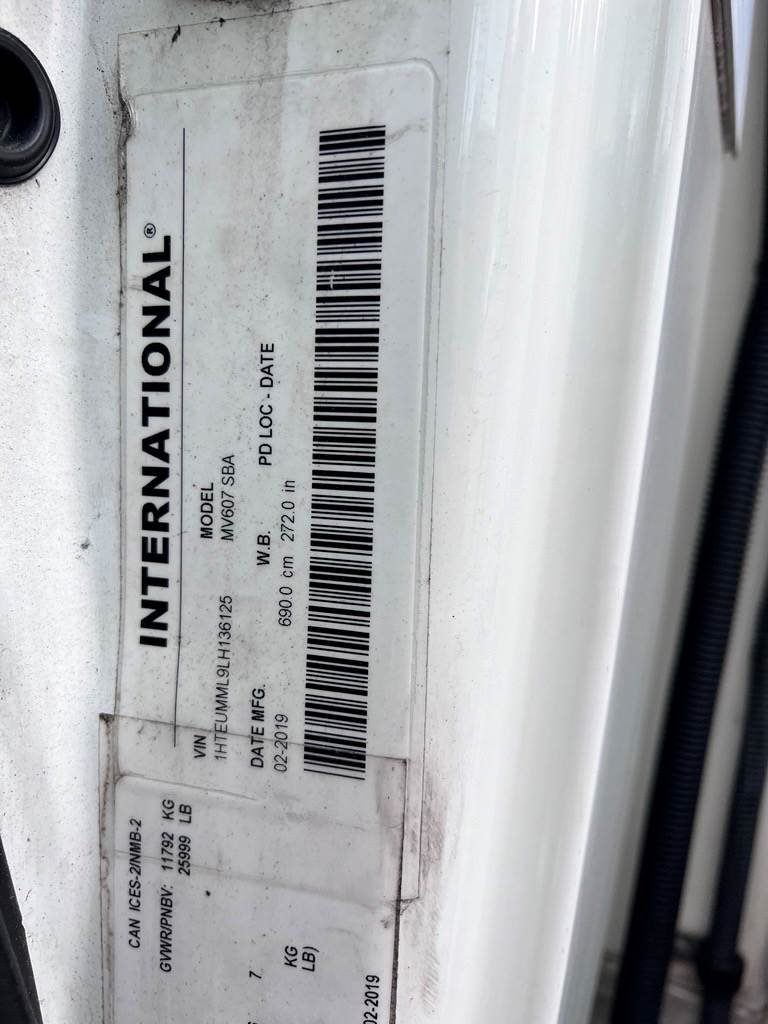 INTERNATIONAL®
VIN MODEL
1HTEUMML9LH136125 MV607 SBA
DATE MFG. W.B. PD LOC - DATE
02-2019 690.0 cm 272.0 in
CAN ICES-2/NMB-2
GVWR/PNBV: 11792 KG
25999 LB
7
KG
LB)
02-2019